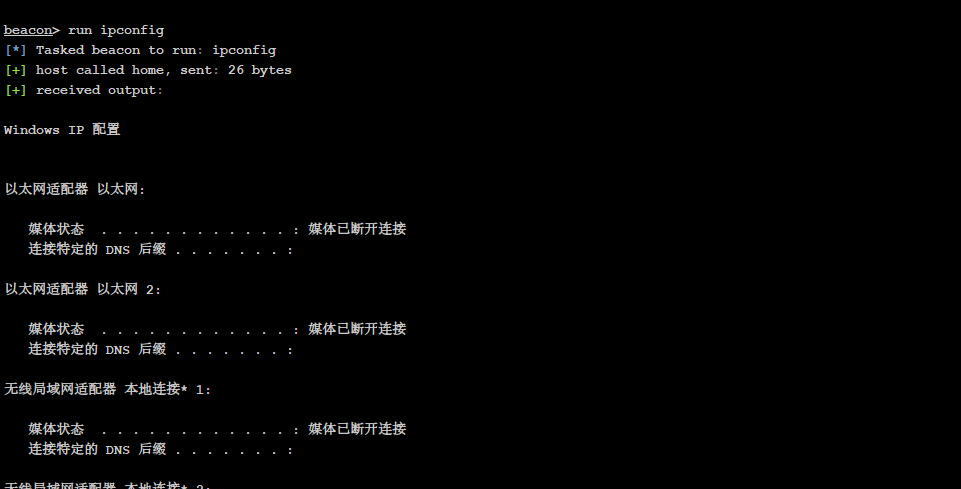 beacon> run ipconfig
[*] Tasked beacon to run: ipconfig
[+] host called home, sent: 26 bytes
[+] received output:
Windows IP 配置
以太网适配器 以太网:
媒体状态 . . . . . . . . . . . . : 媒体已断开连接
连接特定的 DNS 后缀 . . . . . . . :
以太网适配器 以太网 2:
媒体状态 . . . . . . . . . . . . : 媒体已断开连接
连接特定的 DNS 后缀 . . . . . . . :
无线局域网适配器 本地连接* 1:
媒体状态 . . . . . . . . . . . . : 媒体已断开连接
连接特定的 DNS 后缀 . . . . . . . :
无线局域网适配器 本地连接* 2: